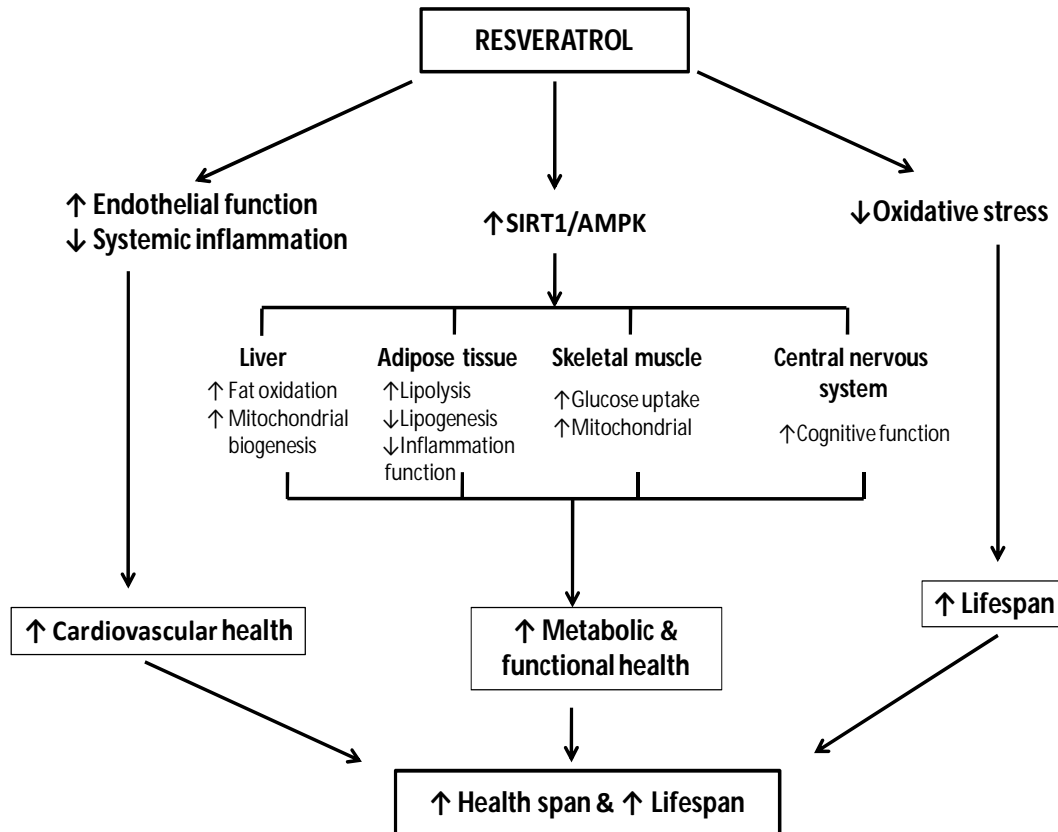 RESVERATROL
↑ Endothelial function
↓ Systemic inflammation
↑SIRT1/AMPK
↓Oxidative stress
Liver
↑ Fat oxidation
↑ Mitochondrial
biogenesis
Adipose tissue
↑Lipolysis
↓Lipogenesis
↓Inflammation
function
Skeletal muscle
↑Glucose uptake
↑Mitochondrial
Central nervous
system
↑Cognitive function
↑ Cardiovascular health
↑ Metabolic &
functional health
↑ Lifespan
↑ Health span & ↑ Lifespan